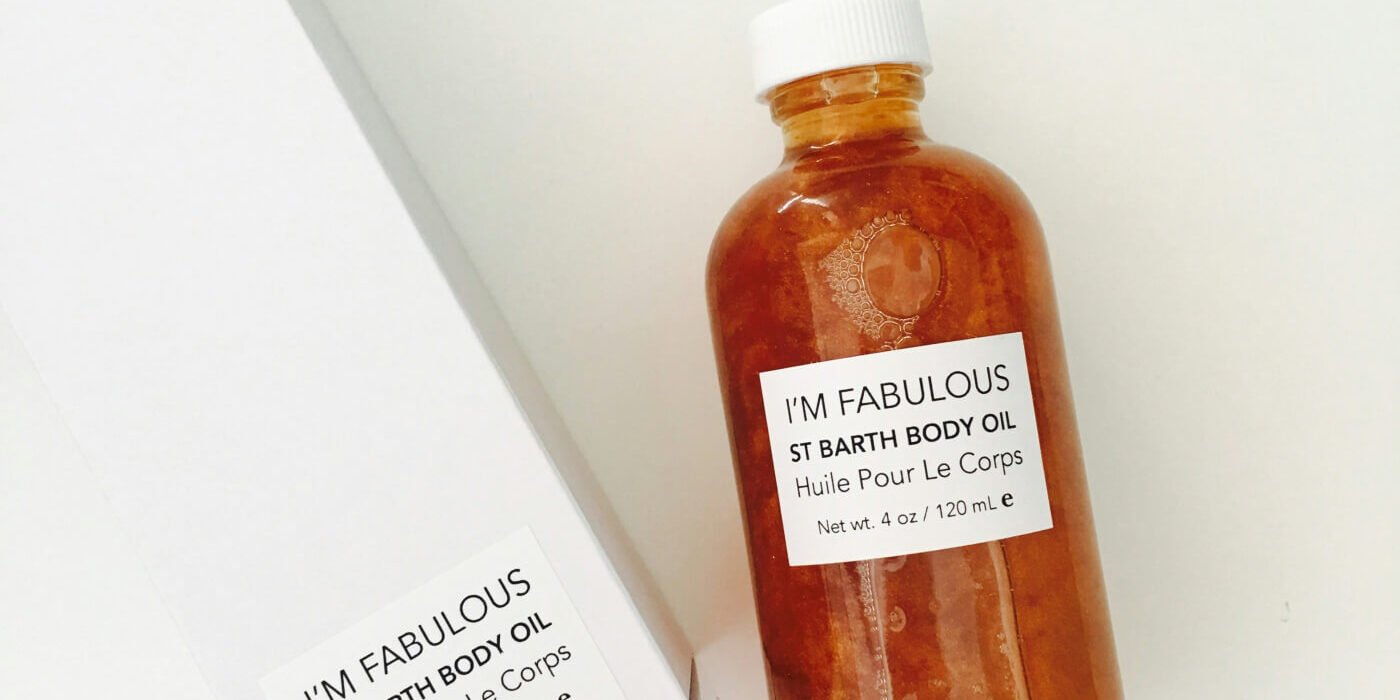 I'M FABULOUS
ST BARTH BODY OIL
Huile Pour Le Corps
Net wt. 4 oz / 120 mL e
I'M FABULOUS
BARTH BODY OIL
Le Corps
e